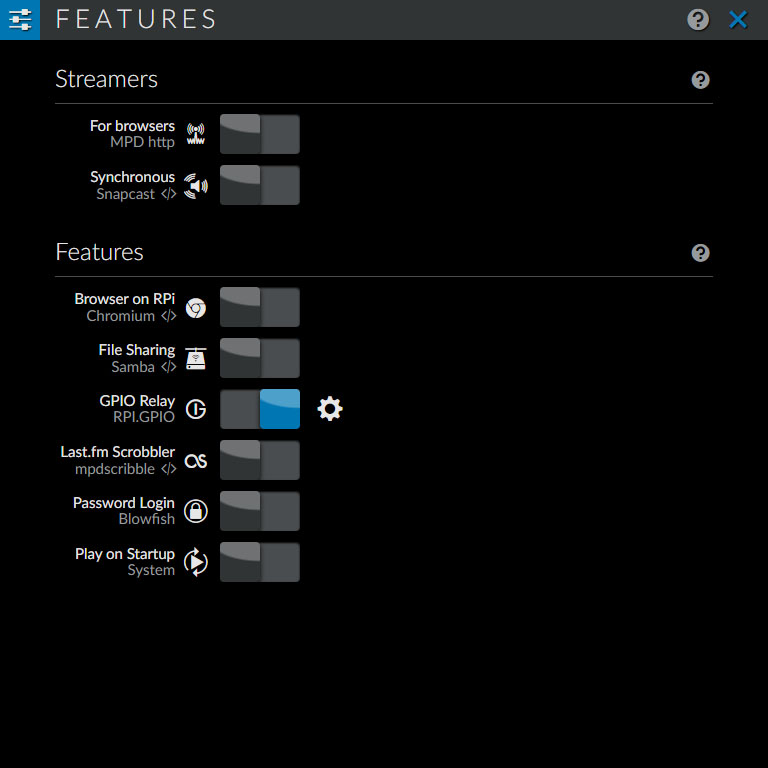 FEATURES
Streamers
For browsers
MPD http
Synchronous
Snapcast </>
Features
Browser on RPi
Chromium </>
File Sharing
Samba </>
GPIO Relay
RPI.GPIO
Last.fm Scrobbler
mpdscribble </>
Password Login
Blowfish
Play on Startup
System